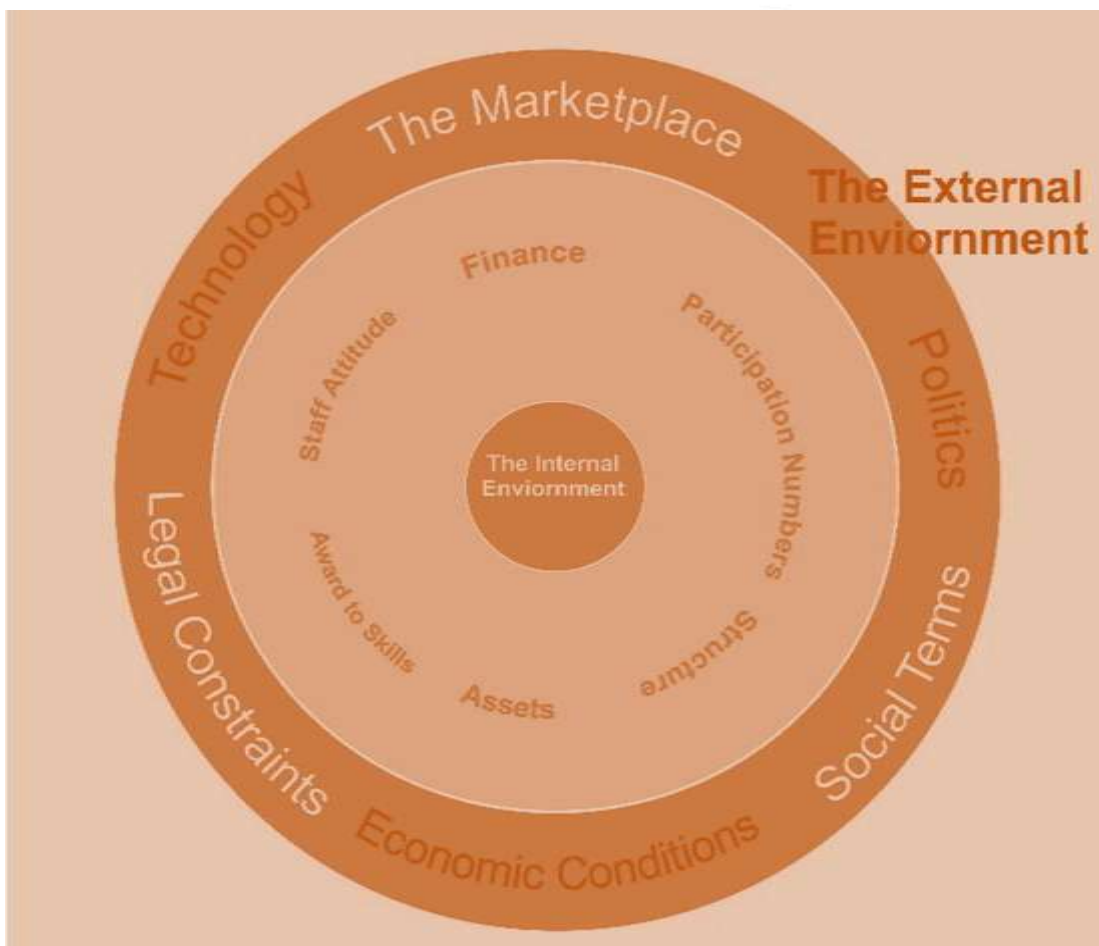 The Marketplace
The External
Enviornment
Technology
Finance
Staff Attitude
Participation Numbers
Politics
The Internal
Enviornment
Legal Constraints
Award to Skills
Assets
Structure
Social Terms
Economic Conditions